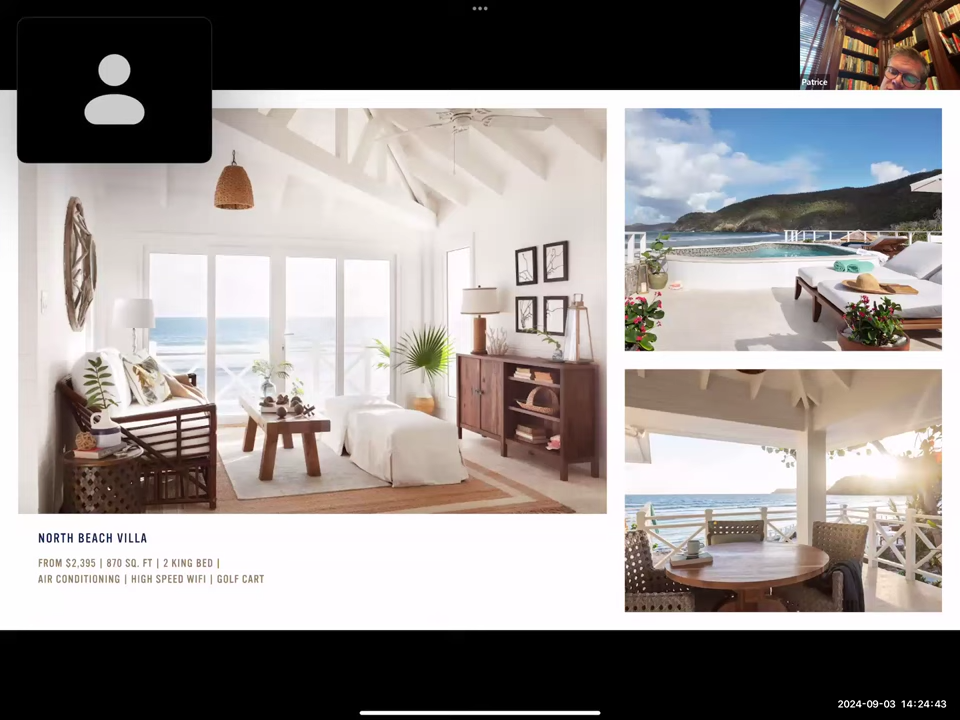 Patrice
NORTH BEACH VILLA
FROM $2,395 | 870 SQ. FT | 2 KING BED |
AIR CONDITIONING | HIGH SPEED WIFI | GOLF CART
2024-09-03 14:24:43